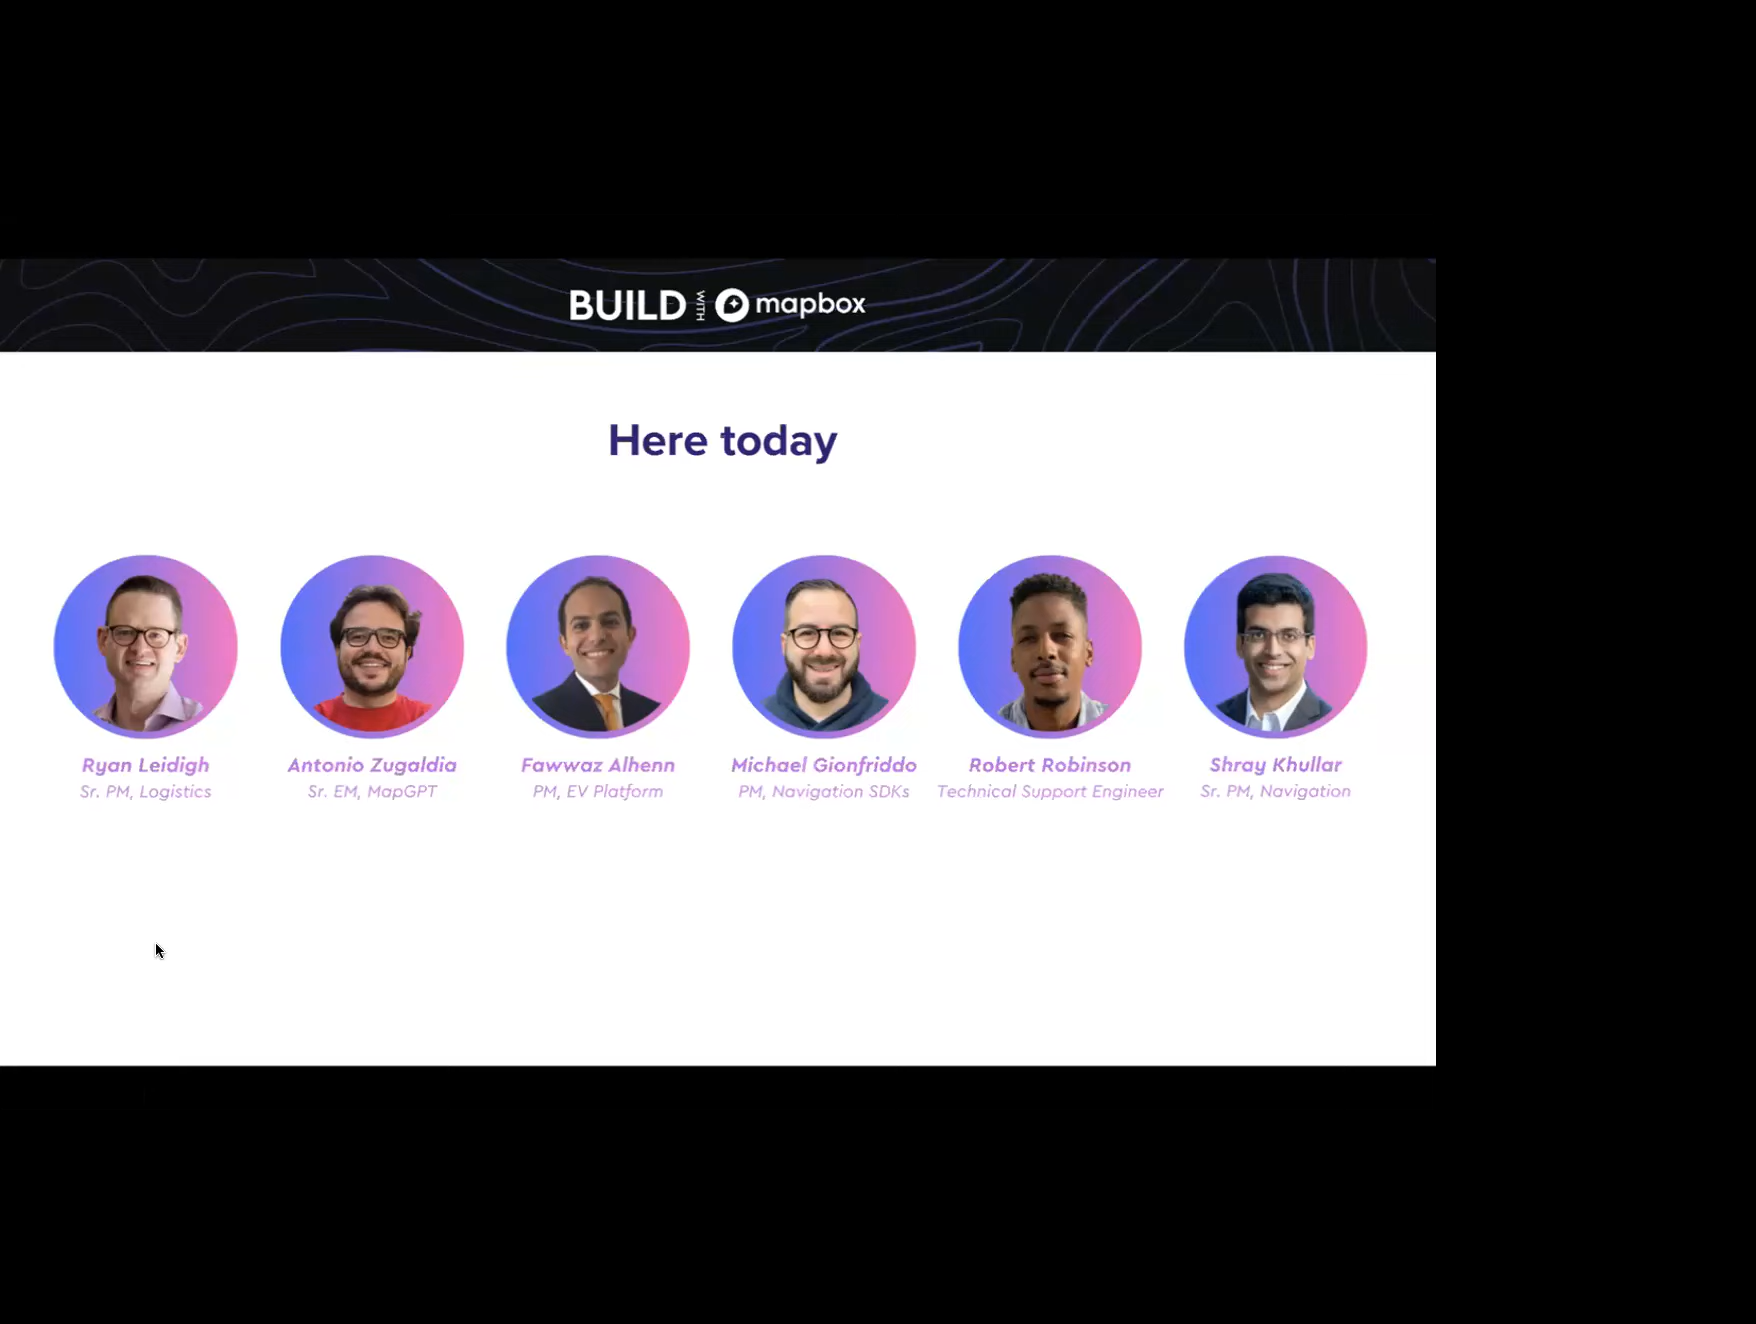 BUILD WITH mapbox
Here today
Ryan Leidigh
Sr. PM, Logistics
Antonio Zugaldia
Sr. EM, MapGPT
Fawwaz Alhenn
PM, EV Platform
Michael Gionfriddo
PM, Navigation SDKs
Robert Robinson
Technical Support Engineer
Shray Khullar
Sr. PM, Navigation